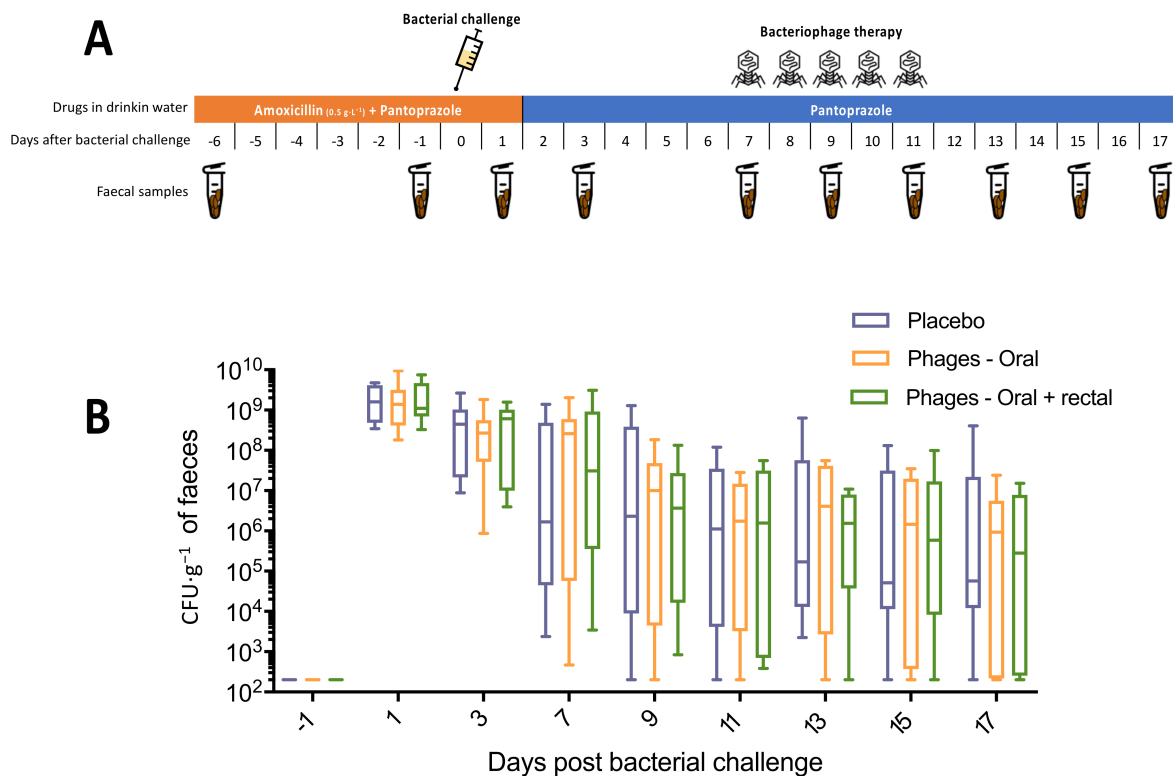 A
Bacterial challenge
Bacteriophage therapy
Drugs in drinkin water
Amoxicillin (0.5 g·L⁻¹) + Pantoprazole
Pantoprazole
Days after bacterial challenge
-6 -5 -4 -3 -2 -1 0 1 2 3 4 5 6 7 8 9 10 11 12 13 14 15 16 17
Faecal samples
B
Placebo
Phages - Oral
Phages - Oral + rectal
CFU·g⁻¹ of faeces
10¹⁰
10⁹
10⁸
10⁷
10⁶
10⁵
10⁴
10³
10²
-1 1 3 7 9 11 13 15 17
Days post bacterial challenge